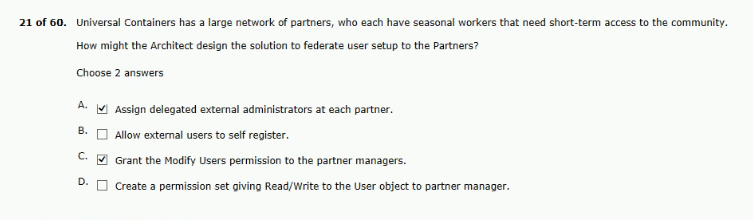 21 of 60. Universal Containers has a large network of partners, who each have seasonal workers that need short-term access to the community.
How might the Architect design the solution to federate user setup to the Partners?
Choose 2 answers
A. Assign delegated external administrators at each partner.
B. Allow external users to self register.
C. Grant the Modify Users permission to the partner managers.
D. Create a permission set giving Read/Write to the User object to partner manager.